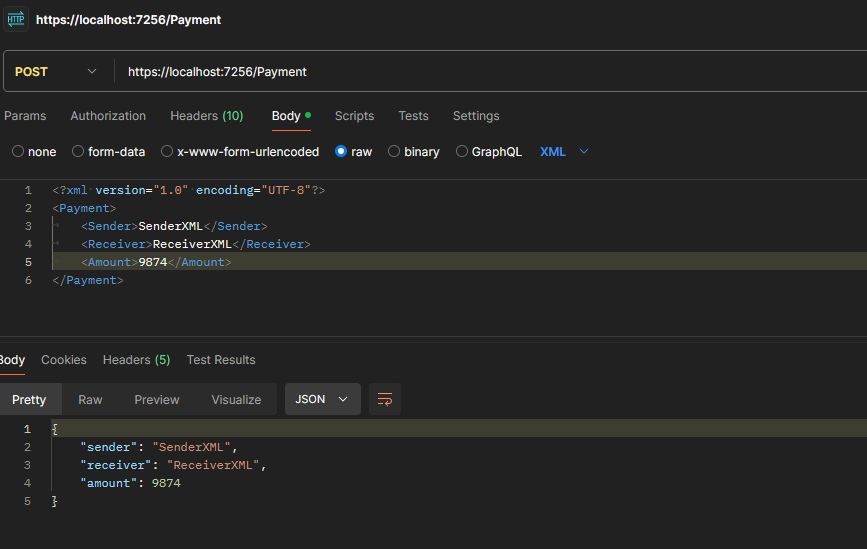 HTTP https://localhost:7256/Payment
POST https://localhost:7256/Payment
Params Authorization Headers (10) Body Scripts Tests Settings
none form-data x-www-form-urlencoded raw binary GraphQL XML
1 <?xml version="1.0" encoding="UTF-8"?>
2 <Payment>
3 <Sender>SenderXML</Sender>
4 <Receiver>ReceiverXML</Receiver>
5 <Amount>9874</Amount>
6 </Payment>
Body Cookies Headers (5) Test Results
Pretty Raw Preview Visualize JSON
1 {
2 "sender": "SenderXML",
3 "receiver": "ReceiverXML",
4 "amount": 9874
5 }